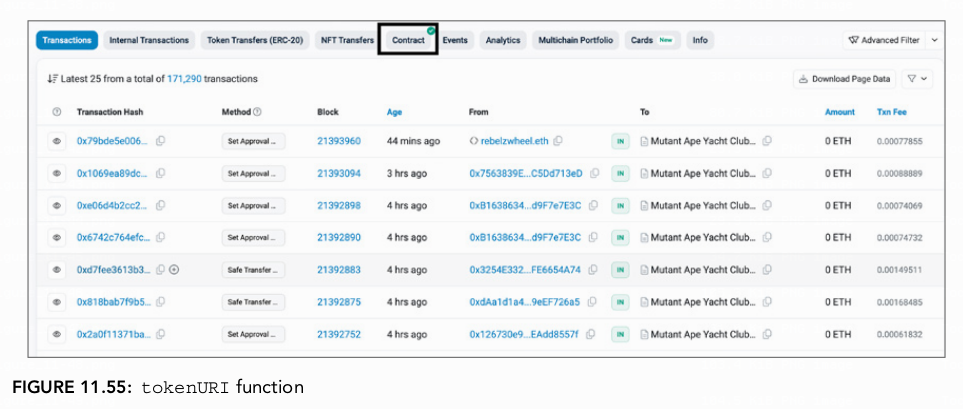 Transactions Internal Transactions Token Transfers (ERC-20) NFT Transfers Contract Events Analytics Multichain Portfolio Cards New Info Advanced Filter
Latest 25 from a total of 171,290 transactions Download Page Data
Transaction Hash Method Block Age From To Amount Txn Fee
0x79bde5e006... Set Approval ... 21393960 44 mins ago rebelzwheel.eth IN Mutant Ape Yacht Club... 0 ETH 0.00077855
0x1069ea89dc... Set Approval ... 21393094 3 hrs ago 0x7563839E...C5Dd713eD IN Mutant Ape Yacht Club... 0 ETH 0.00088889
0xe06d4b2cc2... Set Approval ... 21392898 4 hrs ago 0xB1638634...d9F7e7E3C IN Mutant Ape Yacht Club... 0 ETH 0.00074069
0x6742c764efc... Set Approval ... 21392890 4 hrs ago 0xB1638634...d9F7e7E3C IN Mutant Ape Yacht Club... 0 ETH 0.00074732
0xd7fee3613b3... Safe Transfer ... 21392883 4 hrs ago 0x3254E332...FE6654A74 IN Mutant Ape Yacht Club... 0 ETH 0.00149511
0x818bab7f9b5... Safe Transfer ... 21392875 4 hrs ago 0xdAa1d1a4...9eEF726a5 IN Mutant Ape Yacht Club... 0 ETH 0.00168485
0x2a0f11371ba... Set Approval ... 21392752 4 hrs ago 0x126730e9...EAdd8557f IN Mutant Ape Yacht Club... 0 ETH 0.00061832
FIGURE 11.55: tokenURI function